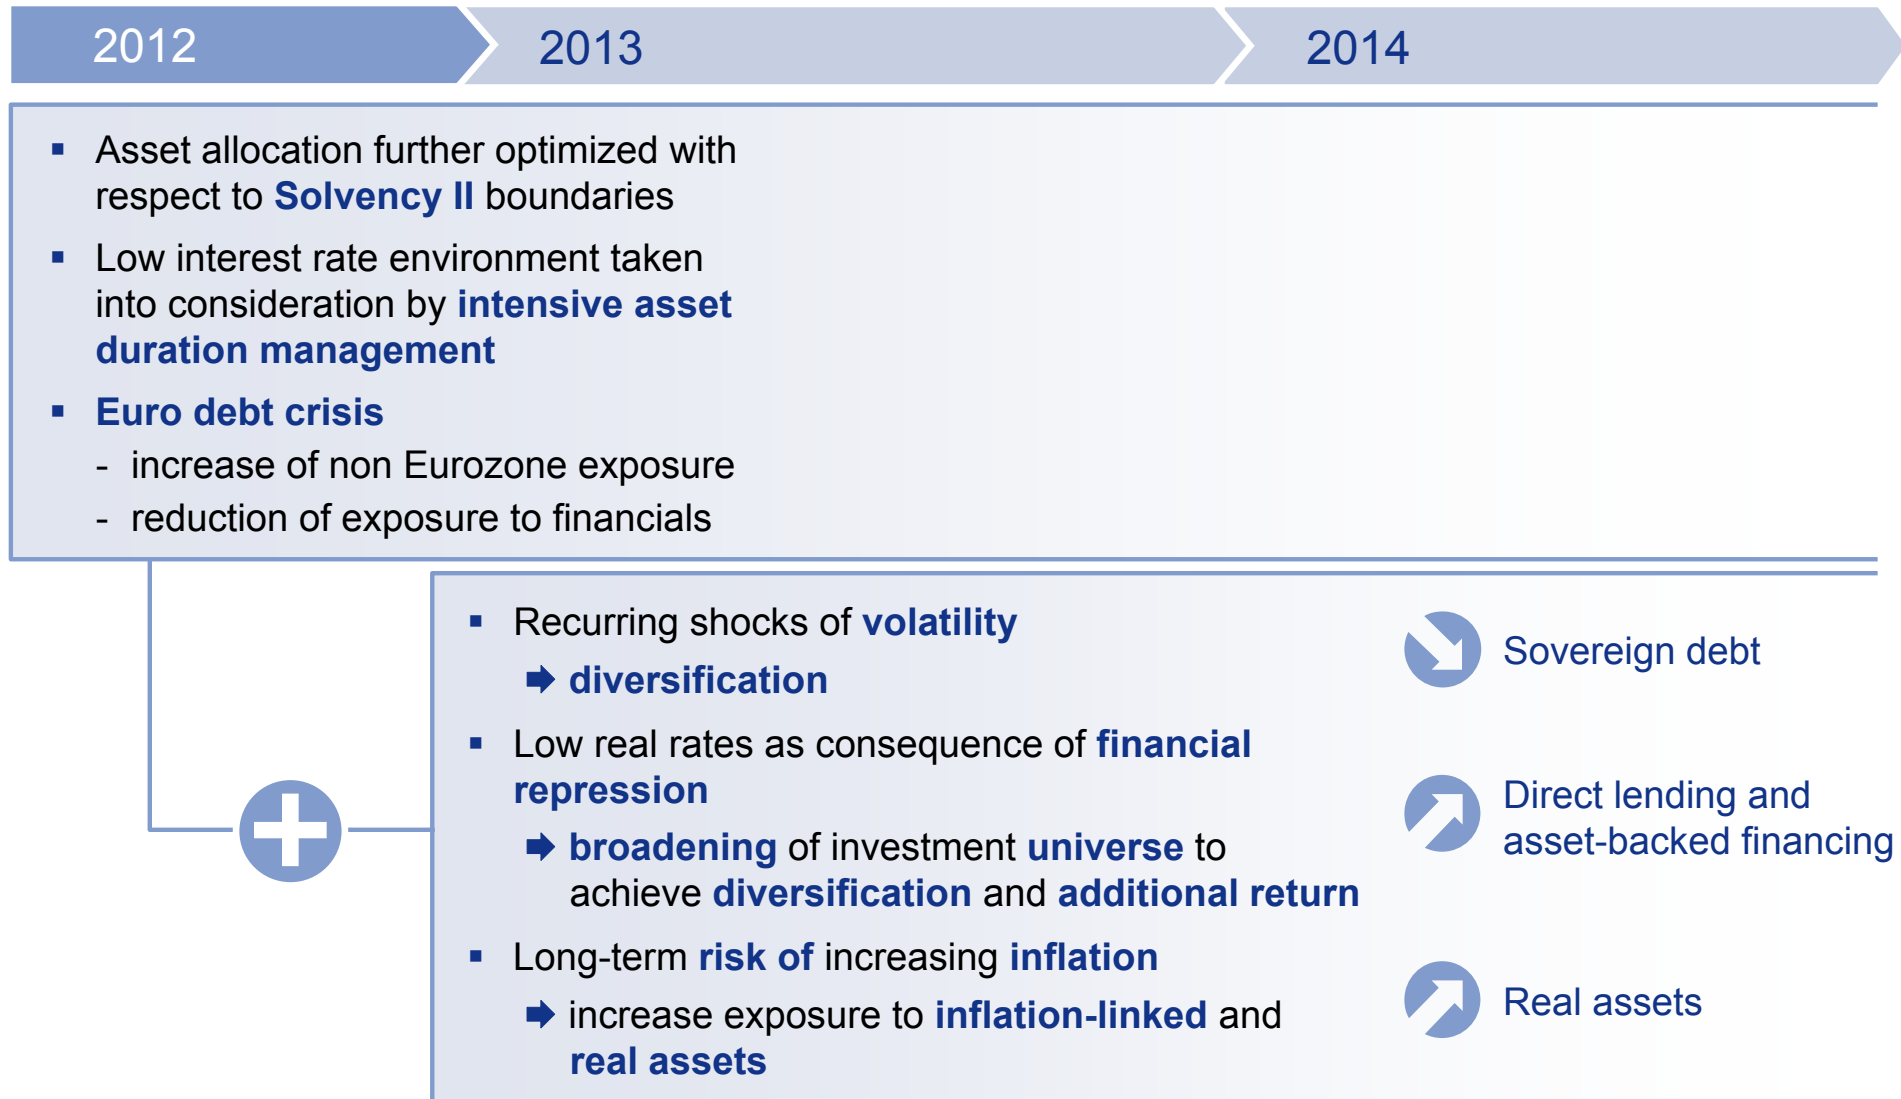 2012
2013
2014
▪ Asset allocation further optimized with
respect to Solvency II boundaries
▪ Low interest rate environment taken
into consideration by intensive asset
duration management
▪ Euro debt crisis
- increase of non Eurozone exposure
- reduction of exposure to financials
▪ Recurring shocks of volatility
➡ diversification
▪ Low real rates as consequence of financial
repression
➡ broadening of investment universe to
achieve diversification and additional return
▪ Long-term risk of increasing inflation
➡ increase exposure to inflation-linked and
real assets
Sovereign debt
Direct lending and
asset-backed financing
Real assets